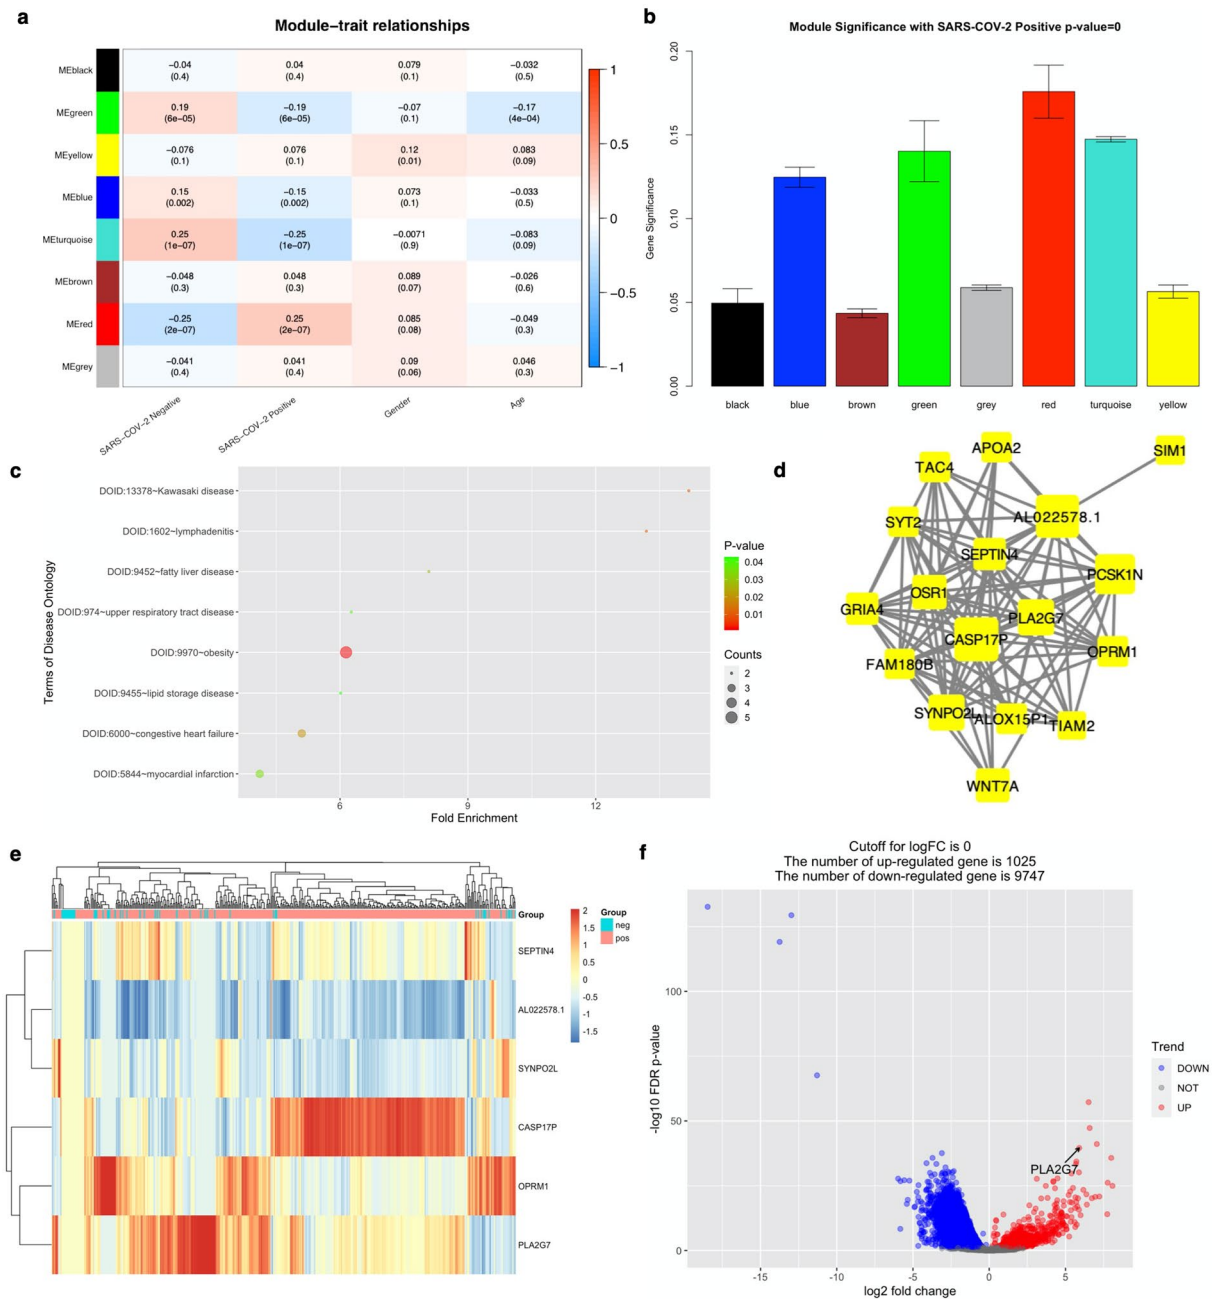 a
Module–trait relationships
MEblack
−0.04
(0.4)
0.04
(0.4)
0.079
(0.1)
−0.032
(0.5)
MEgreen
0.19
(6e−05)
−0.19
(6e−05)
−0.07
(0.1)
−0.17
(4e−04)
MEyellow
−0.076
(0.1)
0.076
(0.1)
0.12
(0.01)
0.083
(0.09)
MEblue
0.15
(0.002)
−0.15
(0.002)
0.073
(0.1)
−0.033
(0.5)
MEturquoise
0.25
(1e−07)
−0.25
(1e−07)
−0.0071
(0.9)
−0.083
(0.09)
MEbrown
−0.048
(0.3)
0.048
(0.3)
0.089
(0.07)
−0.026
(0.6)
MEred
−0.25
(2e−07)
0.25
(2e−07)
0.085
(0.08)
−0.049
(0.3)
MEgrey
−0.041
(0.4)
0.041
(0.4)
0.09
(0.06)
0.046
(0.3)
SARS−COV−2 Negative
SARS−COV−2 Positive
Gender
Age
1
0.5
0
−0.5
−1
b
Module Significance with SARS-COV-2 Positive p-value=0
Gene Significance
0.20
0.15
0.10
0.05
0.00
black
blue
brown
green
grey
red
turquoise
yellow
c
Terms of Disease Ontology
DOID:13378~Kawasaki disease
DOID:1602~lymphadenitis
DOID:9452~fatty liver disease
DOID:974~upper respiratory tract disease
DOID:9970~obesity
DOID:9455~lipid storage disease
DOID:6000~congestive heart failure
DOID:5844~myocardial infarction
6
9
12
Fold Enrichment
P-value
0.04
0.03
0.02
0.01
Counts
2
3
4
5
d
APOA2
SIM1
TAC4
AL022578.1
SYT2
SEPTIN4
PCSK1N
OSR1
GRIA4
PLA2G7
CASP17P
OPRM1
FAM180B
SYNPO2L
ALOX15P1
TIAM2
WNT7A
e
Group
SEPTIN4
AL022578.1
SYNPO2L
CASP17P
OPRM1
PLA2G7
2
1.5
1
0.5
0
-0.5
-1
-1.5
Group
neg
pos
f
Cutoff for logFC is 0
The number of up-regulated gene is 1025
The number of down-regulated gene is 9747
-log10 FDR p-value
100
50
0
PLA2G7
-15
-10
-5
0
5
log2 fold change
Trend
DOWN
NOT
UP